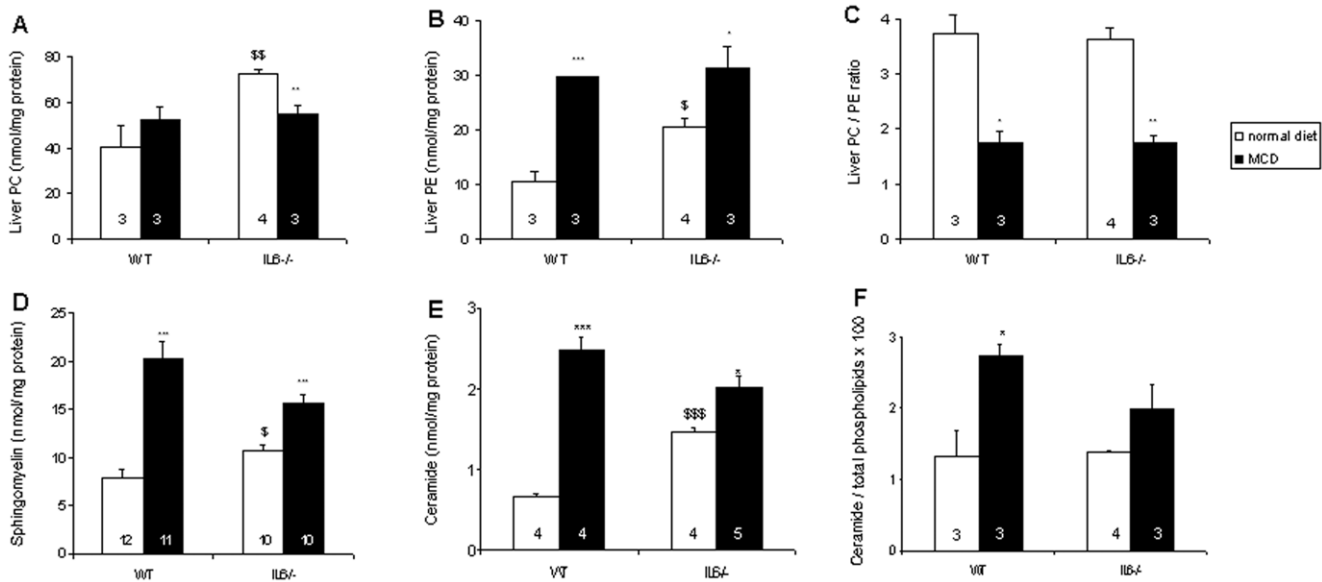 A
Liver PC (nmol/mg protein)
80
60
40
20
0
$$
**
3
3
4
3
WT
IL6-/-
B
Liver PE (nmol/mg protein)
40
30
20
10
0
***
$
*
3
3
4
3
WT
IL6-/-
C
Liver PC / PE ratio
4
3
2
1
0
*
**
3
3
4
3
WT
IL6-/-
normal diet
MCD
D
Sphingomyelin (nmol/mg protein)
25
20
15
10
5
0
***
$
***
12
11
10
10
WT
IL6/-
E
Ceramide (nmol/mg protein)
3
2
1
0
***
$$$
*
4
4
4
5
WT
IL6/-
F
Ceramide / total phospholipids x 100
3
2
1
0
*
3
3
4
3
WT
IL6/-